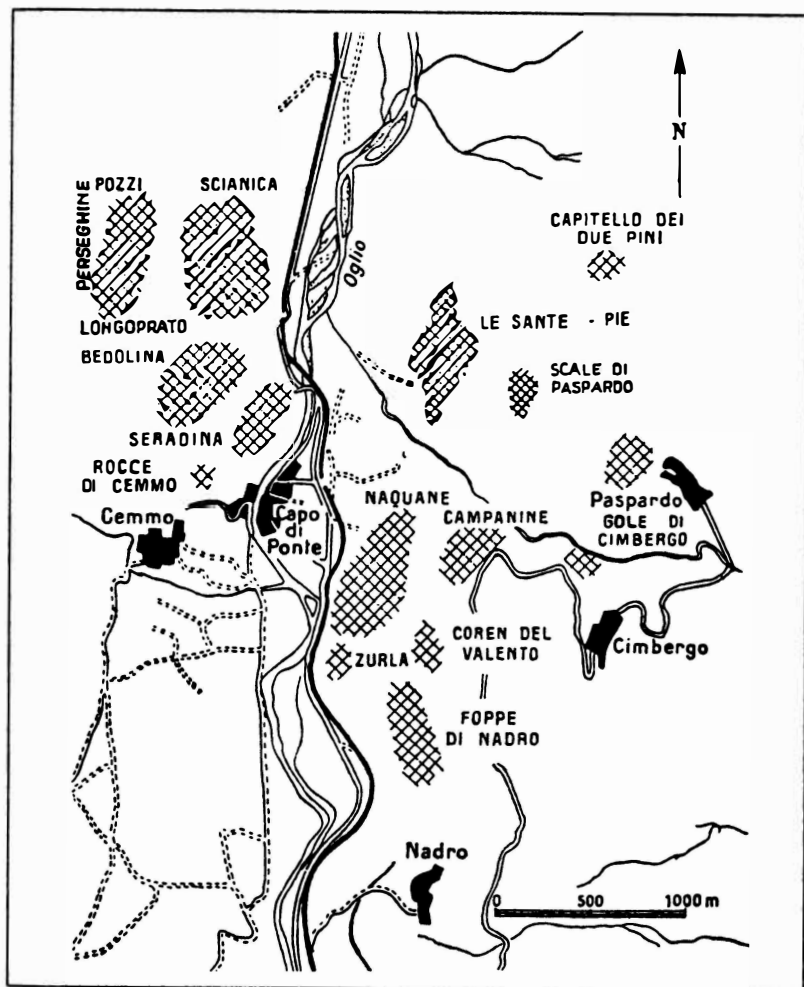 N
POZZI
SCIANICA
PERSEGHINE
CAPITELLO DEI
DUE PINI
Oglio
LONGOPRATO
LE SANTE - PIE
BEDOLINA
SCALE DI
PASPARDO
SERADINA
ROCCE
DI CEMMO
NAQUANE
Paspardo
Cemmo
Capo
di
Ponte
CAMPANINE
GOLE DI
CIMBERGO
COREN DEL
VALENTO
Cimbergo
ZURLA
FOPPE
DI NADRO
Nadro
0 500 1000 m